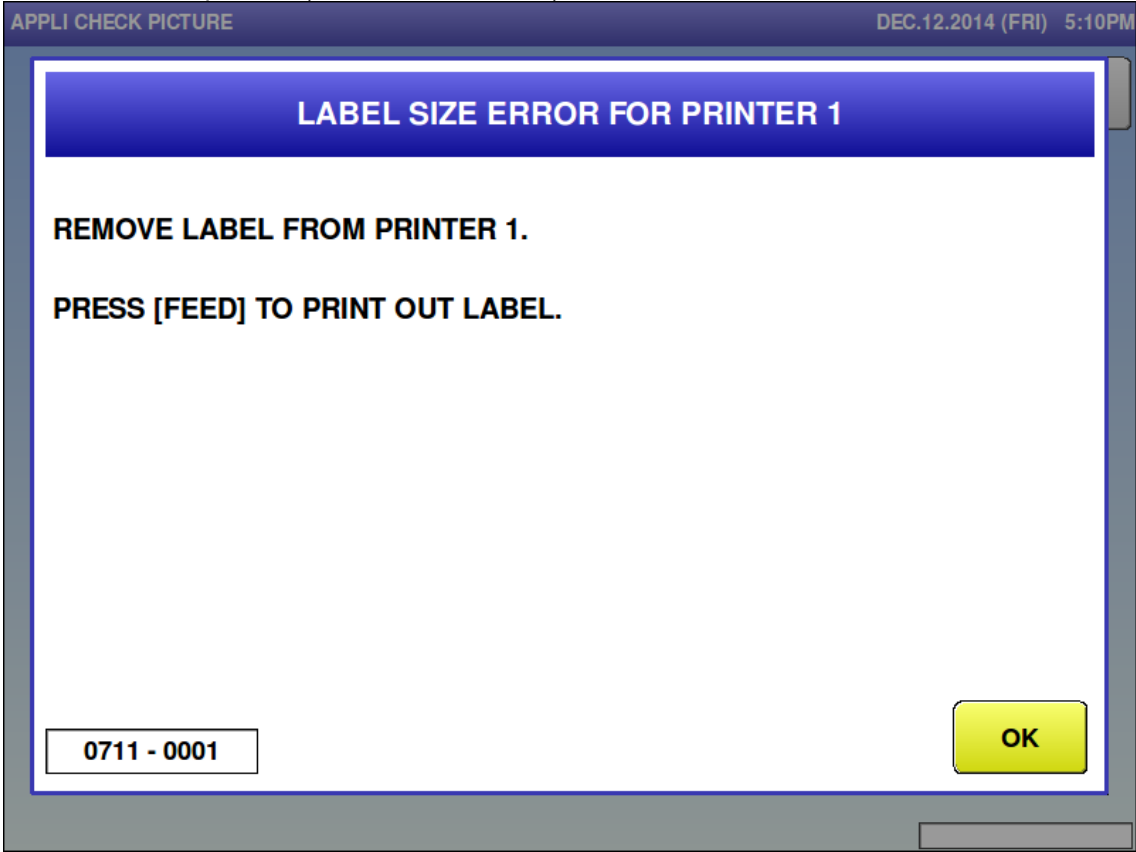 APPLI CHECK PICTURE DEC.12.2014 (FRI) 5:10PM
LABEL SIZE ERROR FOR PRINTER 1
REMOVE LABEL FROM PRINTER 1.
PRESS [FEED] TO PRINT OUT LABEL.
0711 - 0001
OK